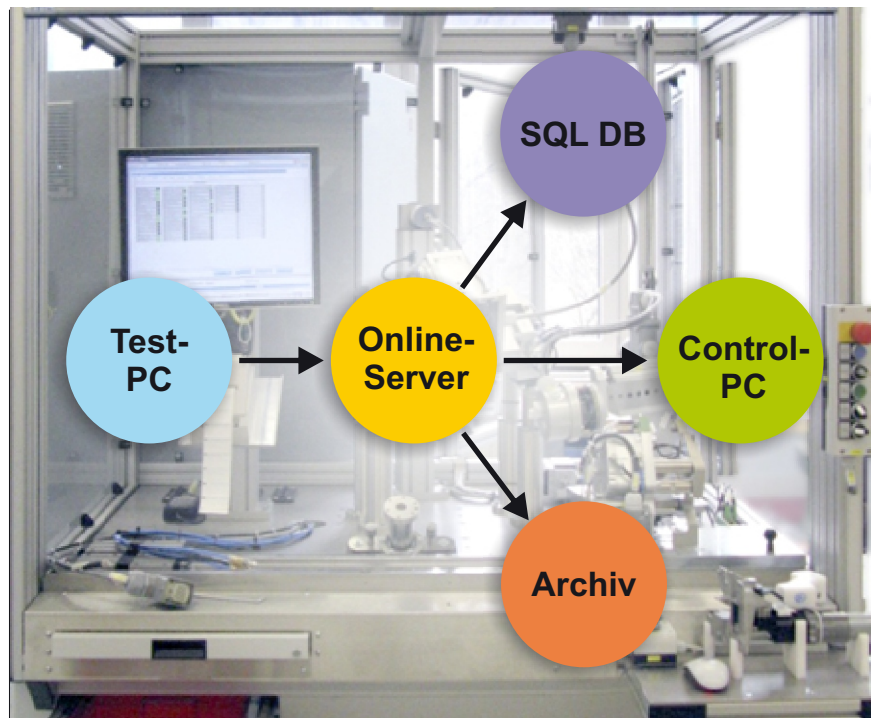 SQL DB
Test-
PC
Online-
Server
Control-
PC
Archiv